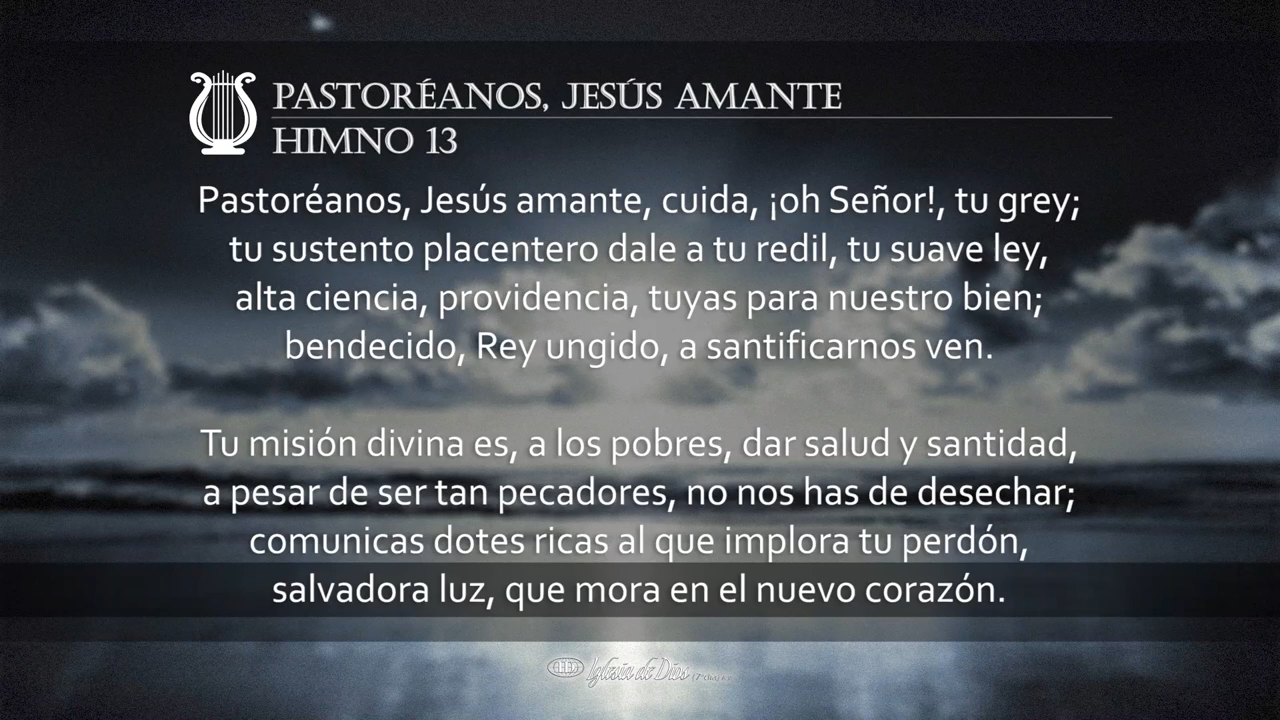 PASTORÉANOS, JESÚS AMANTE
HIMNO 13
Pastoréanos, Jesús amante, cuida, ¡oh Señor!, tu grey;
tu sustento placentero dale a tu redil, tu suave ley,
alta ciencia, providencia, tuyas para nuestro bien;
bendecido, Rey ungido, a santificarnos ven.
Tu misión divina es, a los pobres, dar salud y santidad,
a pesar de ser tan pecadores, no nos has de desechar;
comunicas dotes ricas al que implora tu perdón,
salvadora luz, que mora en el nuevo corazón.
Iglesia de Dios